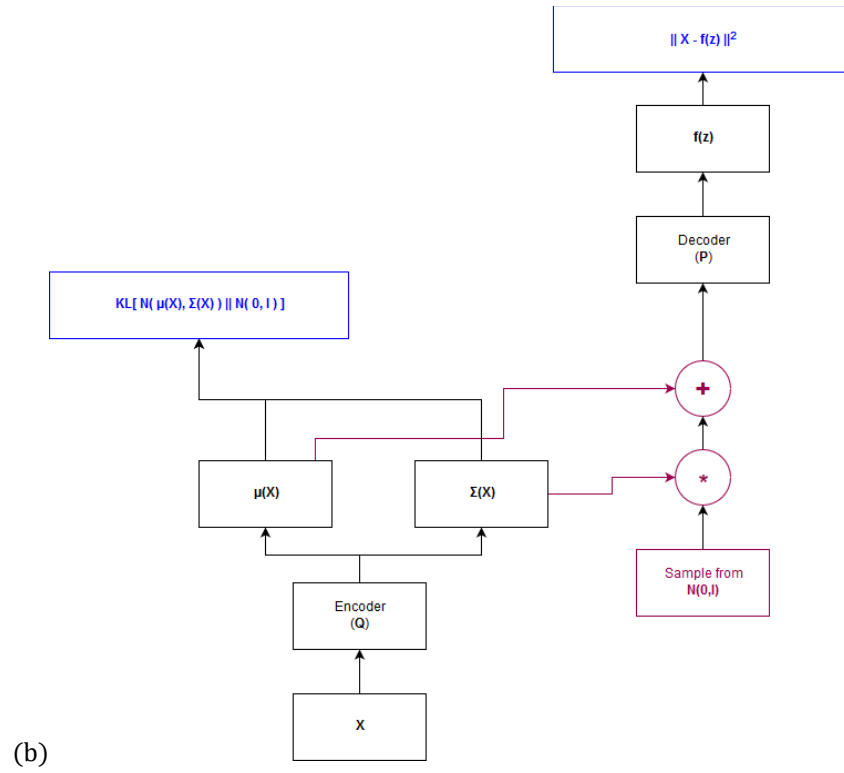 || X - f(z) ||²
f(z)
Decoder
(P)
KL[ N( μ(X), Σ(X) ) || N( 0, I ) ]
+
μ(X)
Σ(X)
*
Sample from
N(0,I)
Encoder
(Q)
X
(b)